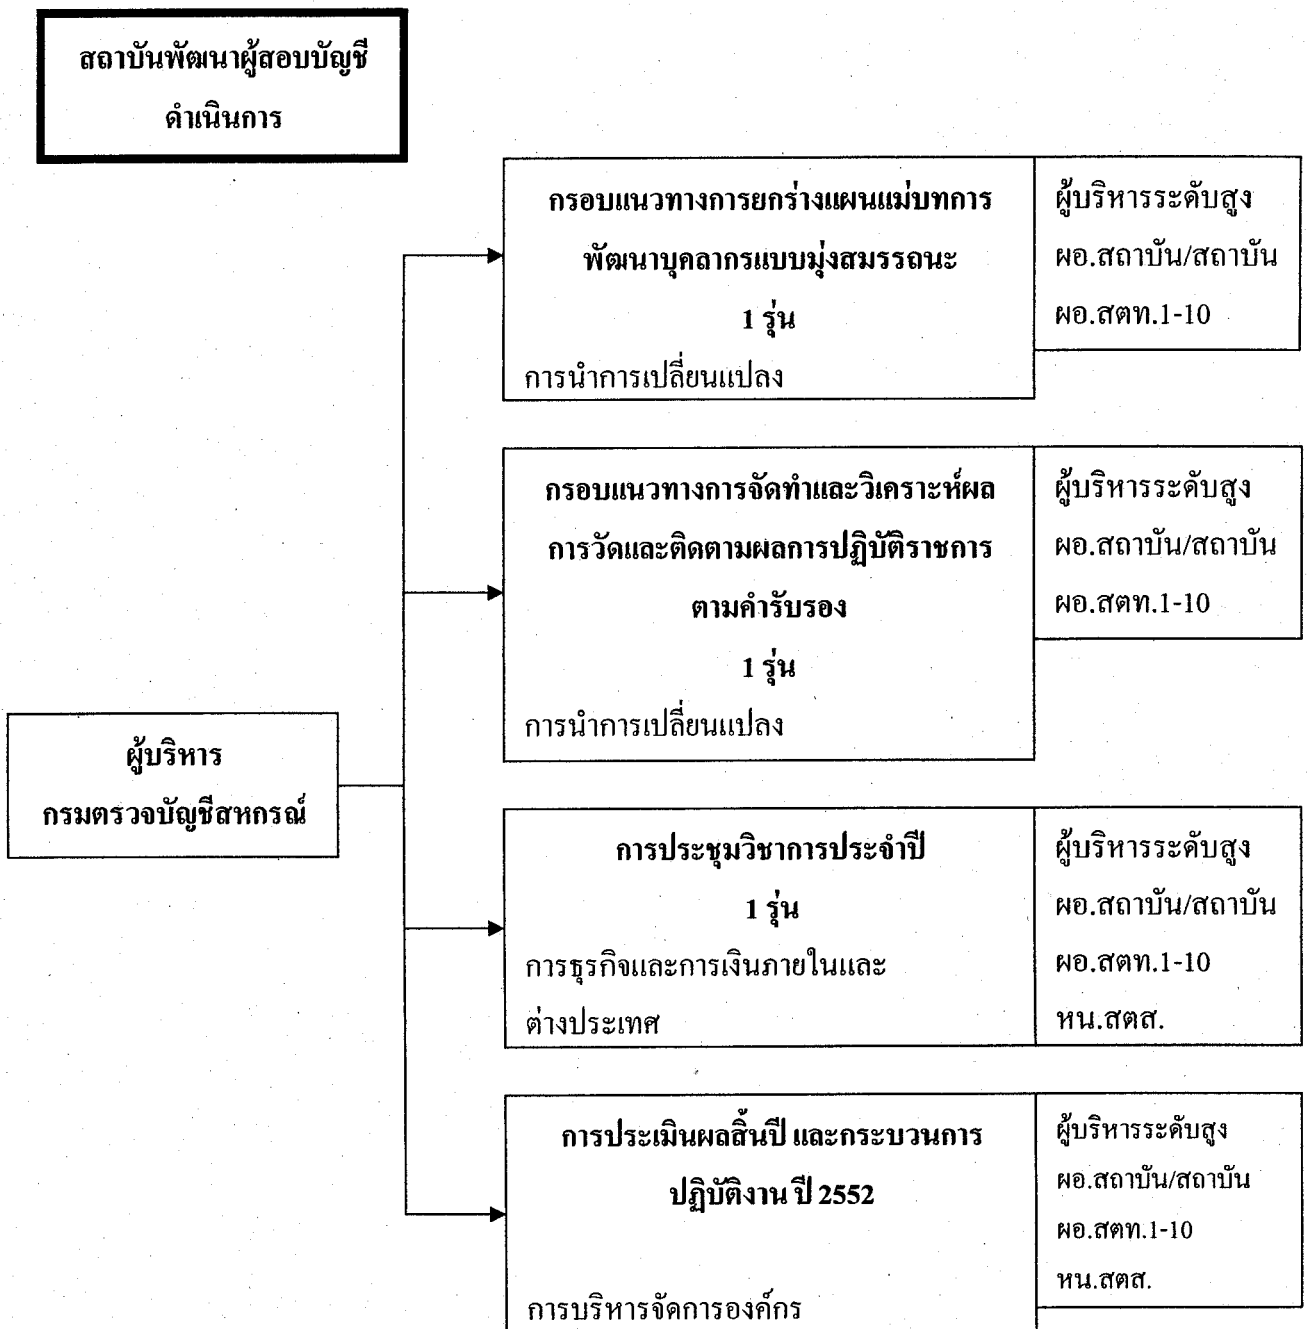 สถาบันพัฒนาผู้สอบบัญชี
ดำเนินการ
กรอบแนวทางการยกร่างแผนแม่บทการ
พัฒนาบุคลากรแบบมุ่งสมรรถนะ
1 รุ่น
การนำการเปลี่ยนแปลง
ผู้บริหารระดับสูง
ผอ.สถาบัน/สถาบัน
ผอ.สตท.1-10
กรอบแนวทางการจัดทำและวิเคราะห์ผล
การวัดและติดตามผลการปฏิบัติราชการ
ตามคำรับรอง
1 รุ่น
การนำการเปลี่ยนแปลง
ผู้บริหารระดับสูง
ผอ.สถาบัน/สถาบัน
ผอ.สตท.1-10
ผู้บริหาร
กรมตรวจบัญชีสหกรณ์
การประชุมวิชาการประจำปี
1 รุ่น
การธุรกิจและการเงินภายในและ
ต่างประเทศ
ผู้บริหารระดับสูง
ผอ.สถาบัน/สถาบัน
ผอ.สตท.1-10
หน.สตส.
การประเมินผลสิ้นปี และกระบวนการ
ปฏิบัติงาน ปี 2552
การบริหารจัดการองค์กร
ผู้บริหารระดับสูง
ผอ.สถาบัน/สถาบัน
ผอ.สตท.1-10
หน.สตส.